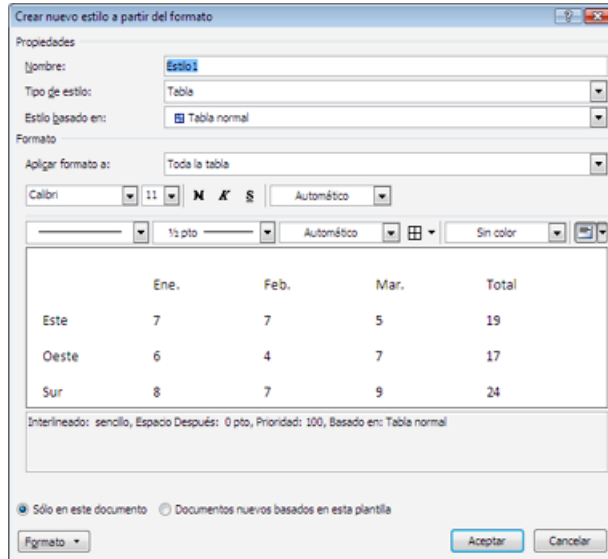 Crear nuevo estilo a partir del formato
Propiedades
Nombre: Estilo1
Tipo de estilo: Tabla
Estilo basado en: Tabla normal
Formato
Aplicar formato a: Toda la tabla
Calibri 11 N K S Automático
½ pto Automático Sin color
Ene. Feb. Mar. Total
Este 7 7 5 19
Oeste 6 4 7 17
Sur 8 7 9 24
Interlineado: sencillo, Espacio Después: 0 pto, Prioridad: 100, Basado en: Tabla normal
Sólo en este documento Documentos nuevos basados en esta plantilla
Formato Aceptar Cancelar